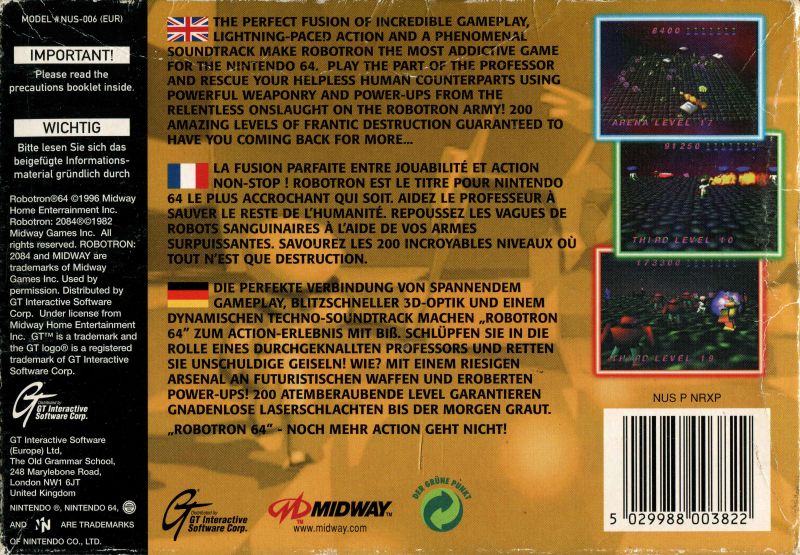 MODEL # NUS-006 (EUR)
IMPORTANT!
Please read the
precautions booklet inside.
WICHTIG
Bitte lesen Sie sich das
beigefügte Informations-
material gründlich durch
Robotron®64 ©1996 Midway
Home Enterrainment Inc.
Robotron: 2084®©1982
Midway Games Inc. All
rights reserved. ROBOTRON:
2084 and MIDWAY are
trademarks of Midway
Games Inc. Used by
permission. Distributed by
GT Interactive Software
Corp. Under license from
Midway Home Entertainment
Inc. GT™ is a trademark and
the GT logo® is a registered
trademark of GT Interactive
Software Corp.
GT
Distributed by
GT Interactive
Software Corp.
GT Interactive Software
(Europe) Ltd,
The Old Grammar School,
248 Marylebone Road,
London NW1 6JT
United Kingdom
NINTENDO ®, NINTENDO 64,
AND N ARE TRADEMARKS
OF NINTENDO CO., LTD.
THE PERFECT FUSION OF INCREDIBLE GAMEPLAY,
LIGHTNING-PACED ACTION AND A PHENOMENAL
SOUNDTRACK MAKE ROBOTRON THE MOST ADDICTIVE GAME
FOR THE NINTENDO 64. PLAY THE PART OF THE PROFESSOR
AND RESCUE YOUR HELPLESS HUMAN COUNTERPARTS USING
POWERFUL WEAPONRY AND POWER-UPS FROM THE
RELENTLESS ONSLAUGHT ON THE ROBOTRON ARMY! 200
AMAZING LEVELS OF FRANTIC DESTRUCTION GUARANTEED TO
HAVE YOU COMING BACK FOR MORE...
LA FUSION PARFAITE ENTRE JOUABILITÉ ET ACTION
NON-STOP ! ROBOTRON EST LE TITRE POUR NINTENDO
64 LE PLUS ACCROCHANT QUI SOIT. AIDEZ LE PROFESSEUR À
SAUVER LE RESTE DE L'HUMANITÉ. REPOUSSEZ LES VAGUES DE
ROBOTS SANGUINAIRES À L'AIDE DE VOS ARMES
SURPUISSANTES. SAVOUREZ LES 200 INCROYABLES NIVEAUX OÙ
TOUT N'EST QUE DESTRUCTION.
DIE PERFEKTE VERBINDUNG VON SPANNENDEM
GAMEPLAY, BLITZSCHNELLER 3D-OPTIK UND EINEM
DYNAMISCHEN TECHNO-SOUNDTRACK MACHEN „ROBOTRON
64" ZUM ACTION-ERLEBNIS MIT BIß. SCHLÜPFEN SIE IN DIE
ROLLE EINES DURCHGEKNALLTEN PROFESSORS UND RETTEN
SIE UNSCHULDIGE GEISELN! WIE? MIT EINEM RIESIGEN
ARSENAL AN FUTURISTISCHEN WAFFEN UND EROBERTEN
POWER-UPS! 200 ATEMBERAUBENDE LEVEL GARANTIEREN
GNADENLOSE LASERSCHLACHTEN BIS DER MORGEN GRAUT.
„ROBOTRON 64" - NOCH MEHR ACTION GEHT NICHT!
GT
Distributed by
GT Interactive
Software Corp.
MIDWAY™
www.midway.com
DER GRÜNE PUNKT
8400
ARENA LEVEL 17
91250
THIRD LEVEL 10
173300
THIRD LEVEL 19
NUS P NRXP
5 029988 003822